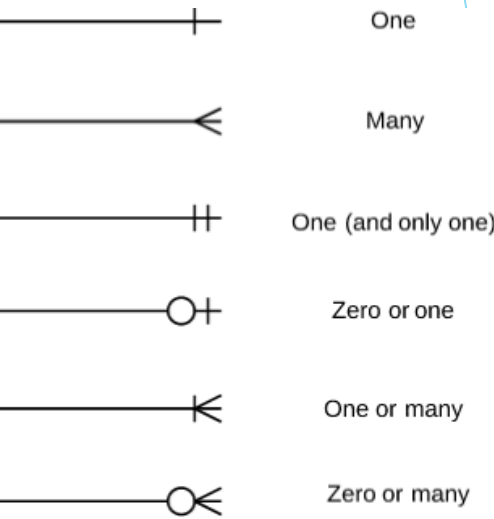 One
Many
One (and only one)
Zero or one
One or many
Zero or many